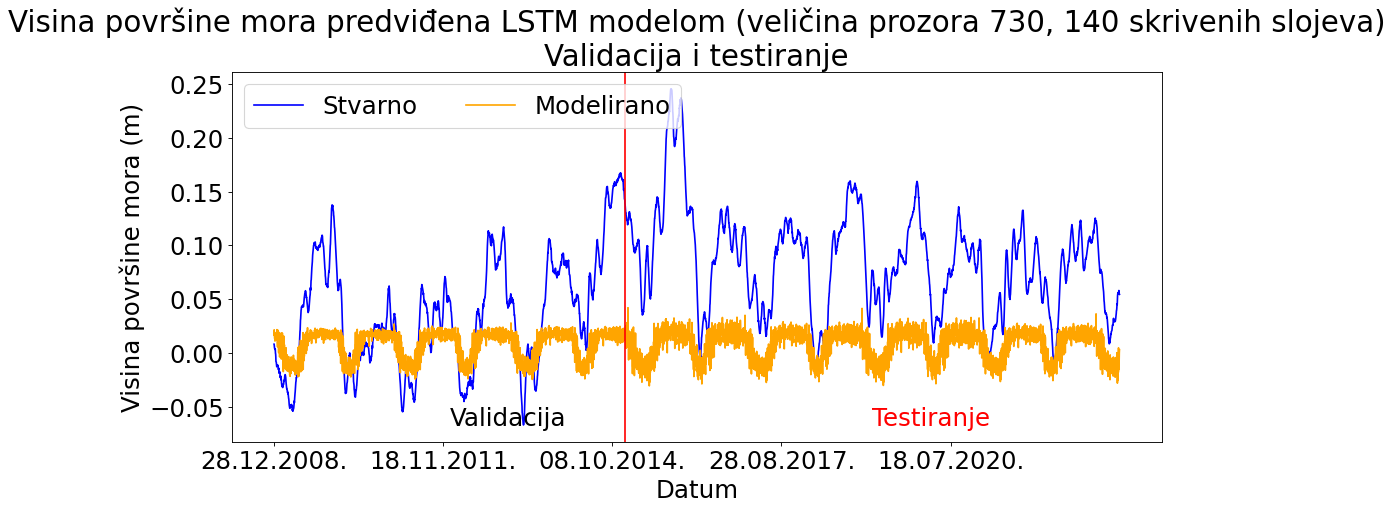 Visina površine mora predviđena LSTM modelom (veličina prozora 730, 140 skrivenih slojeva)
Validacija i testiranje
Stvarno Modelirano
Visina površine mora (m)
0.25
0.20
0.15
0.10
0.05
0.00
−0.05
Validacija Testiranje
28.12.2008. 18.11.2011. 08.10.2014. 28.08.2017. 18.07.2020.
Datum